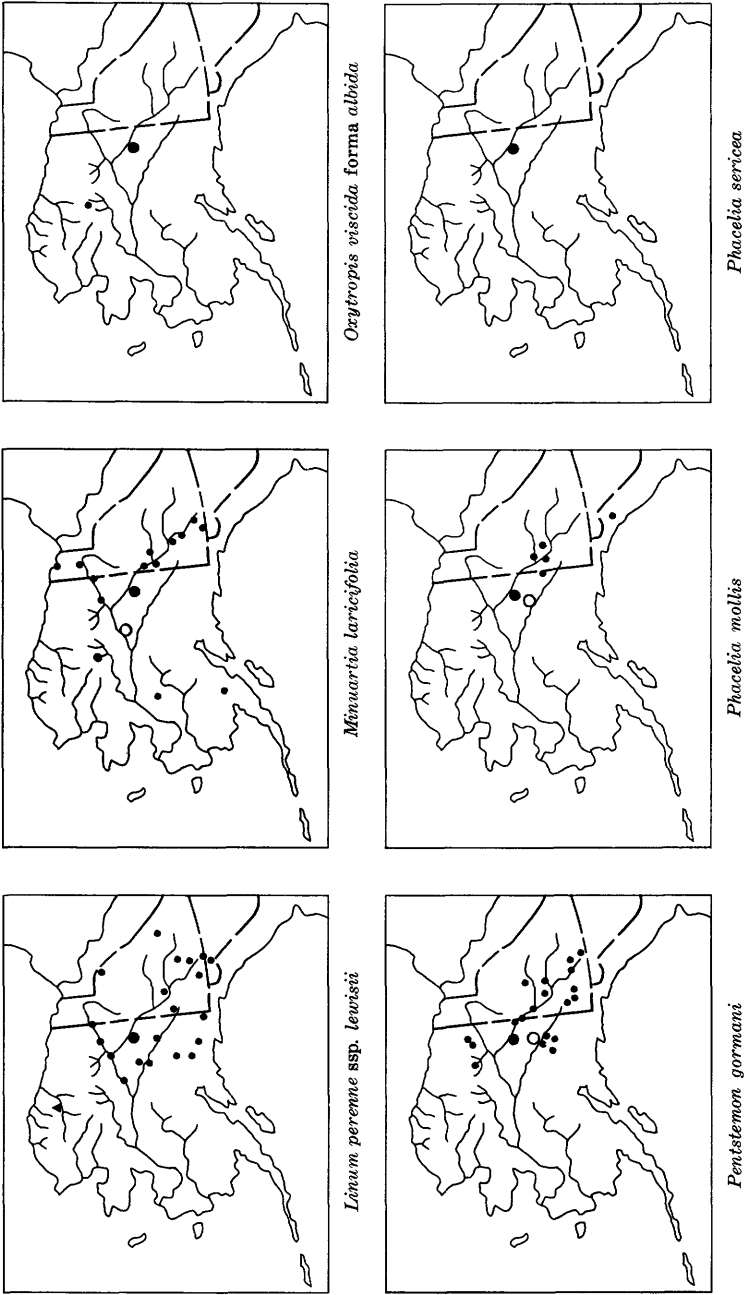 Linum perenne ssp. lewisii
Minuartia laricifolia
Oxytropis viscida forma albida
Pentstemon gormani
Phacelia mollis
Phacelia sericea